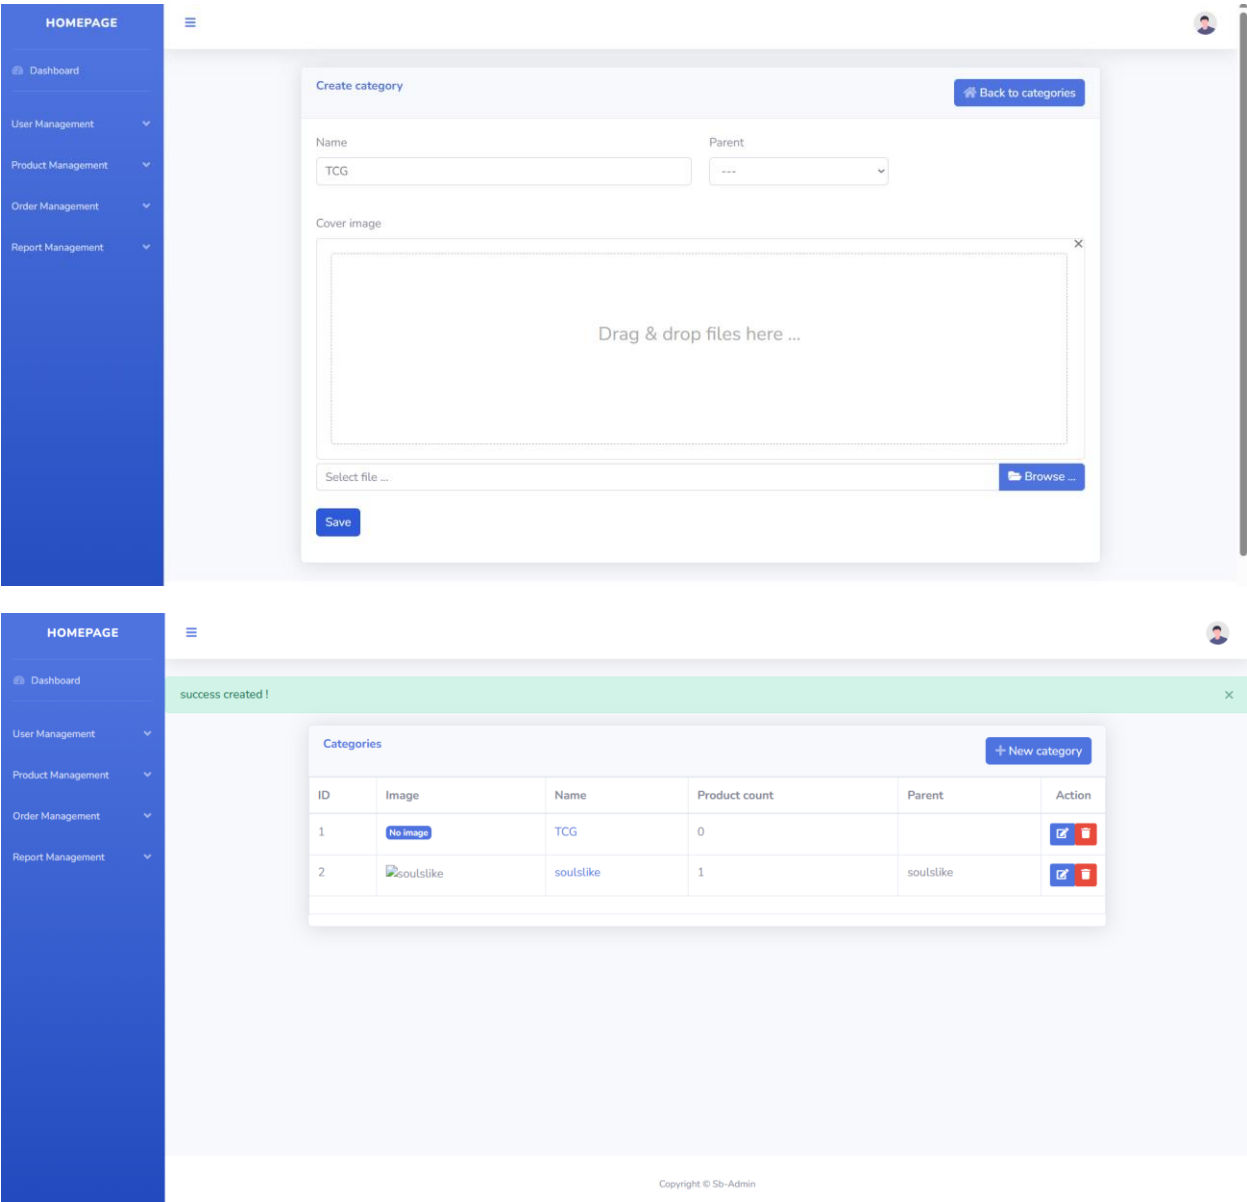 HOMEPAGE
Dashboard
Create category
Back to categories
User Management
Name
Parent
Product Management
TCG
---
Order Management
Cover image
Report Management
Drag & drop files here ...
Select file ...
Browse ...
Save
HOMEPAGE
Dashboard
success created !
User Management
Categories
New category
Product Management
ID Image Name Product count Parent Action
Order Management
1 No image TCG 0
Report Management
2 soulslike soulslike 1 soulslike
Copyright © Sb-Admin